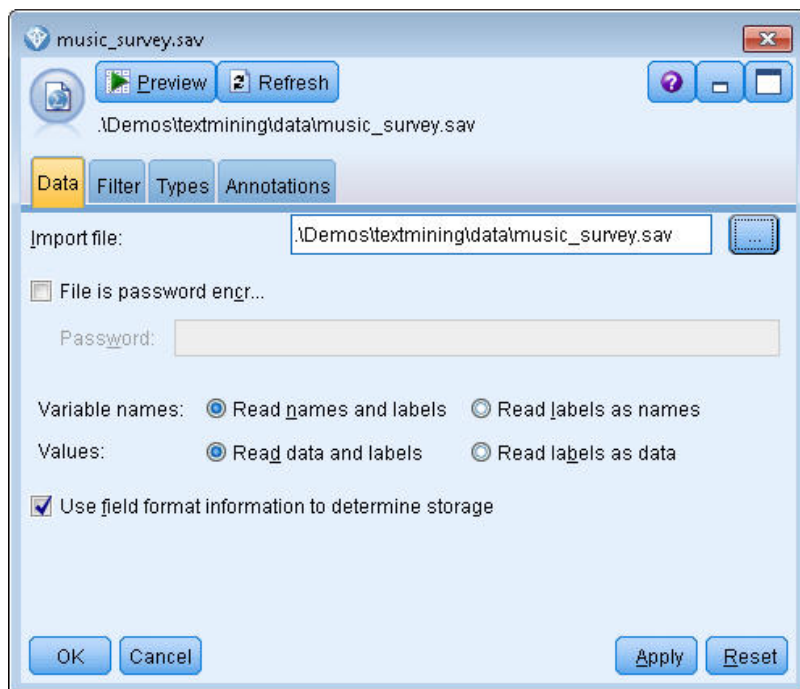 music_survey.sav
Preview Refresh ?
.\Demos\textmining\data\music_survey.sav
Data Filter Types Annotations
Import file: .\Demos\textmining\data\music_survey.sav ...
File is password encr...
Password:
Variable names: Read names and labels Read labels as names
Values: Read data and labels Read labels as data
Use field format information to determine storage
OK Cancel Apply Reset